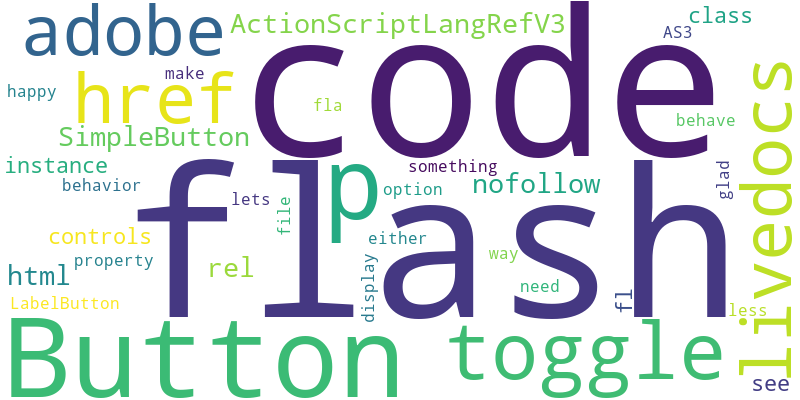 adobe
ActionScriptLangRefV3
class
AS3
code
make
happy
href
fla
livedocs
behave
SimpleButton
instance
something
p
nofollow
glad
behavior
option
lets
flash
file
controls
either
property
way
html
rel
display
need
fl
LabelButton
less
Button
toggle
see